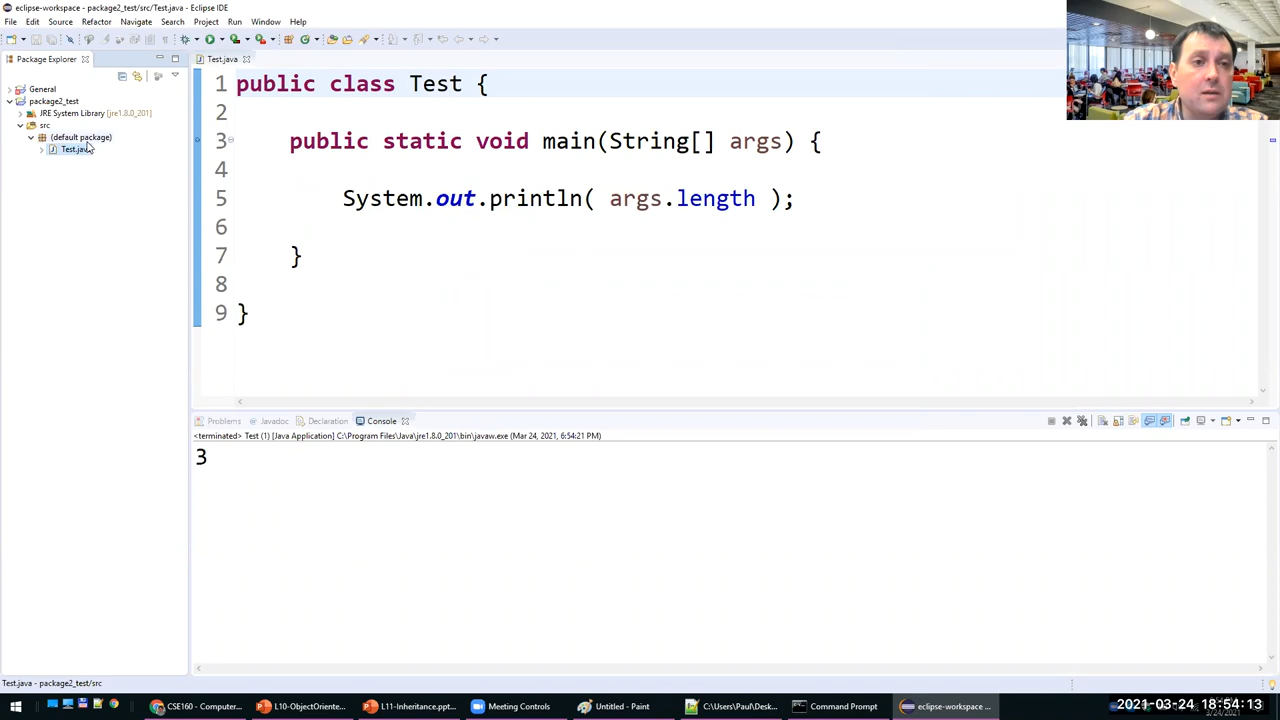 eclipse-workspace - package2_test/src/Test.java - Eclipse IDE
File Edit Source Refactor Navigate Search Project Run Window Help
Package Explorer
Test.java
General
package2_test
JRE System Library [jre1.8.0_201]
src
(default package)
Test.java
1 public class Test {
2
3 public static void main(String[] args) {
4
5 System.out.println( args.length );
6
7 }
8
9 }
Problems Javadoc Declaration Console
<terminated> Test (1) [Java Application] C:\Program Files\Java\jre1.8.0_201\bin\javaw.exe (Mar 24, 2021, 6:54:21 PM)
3
Test.java - package2_test/src
CSE160 - Computer... L10-ObjectOriente... L11-Inheritance.ppt... Meeting Controls Untitled - Paint C:\Users\Paul\Desk... Command Prompt eclipse-workspace ...
2021-03-24 18:54:13